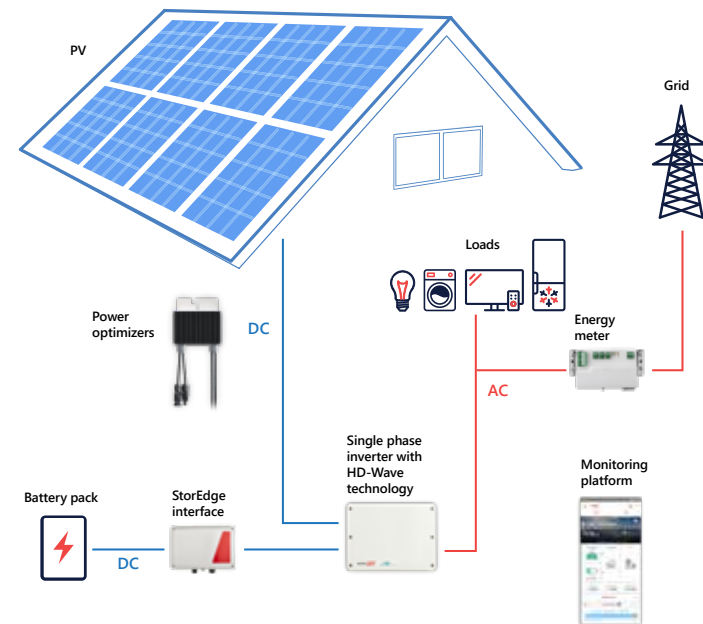 PV
Grid
Loads
Power
optimizers
DC
Energy
meter
AC
Single phase
inverter with
HD-Wave
technology
Monitoring
platform
Battery pack
StorEdge
interface
DC